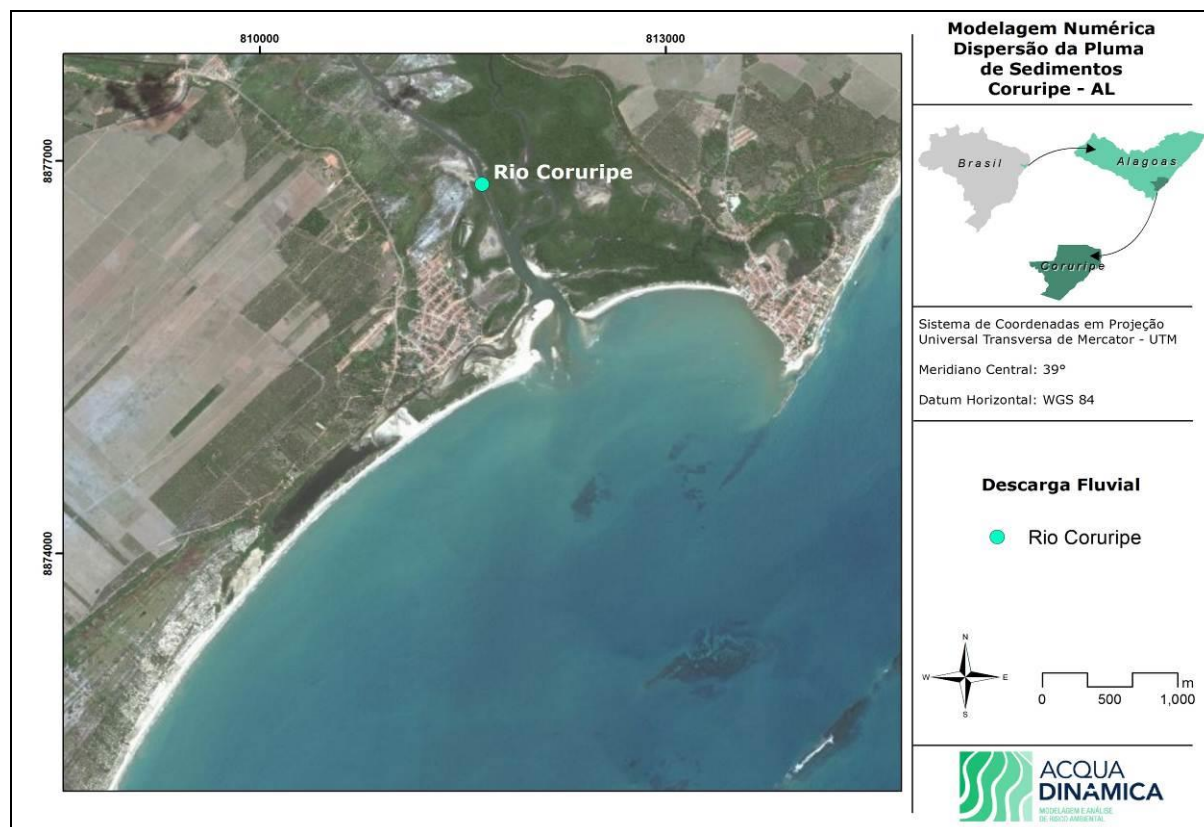 810000
813000
8877000
8874000
Rio Coruripe
Modelagem Numérica
Dispersão da Pluma
de Sedimentos
Coruripe - AL
Brasil
Alagoas
Coruripe
Sistema de Coordenadas em Projeção
Universal Transversa de Mercator - UTM
Meridiano Central: 39°
Datum Horizontal: WGS 84
Descarga Fluvial
Rio Coruripe
N
W
E
S
m
0 500 1,000
ACQUA
DINÂMICA
MODELAGEM E ANÁLISE
DE RISCO AMBIENTAL